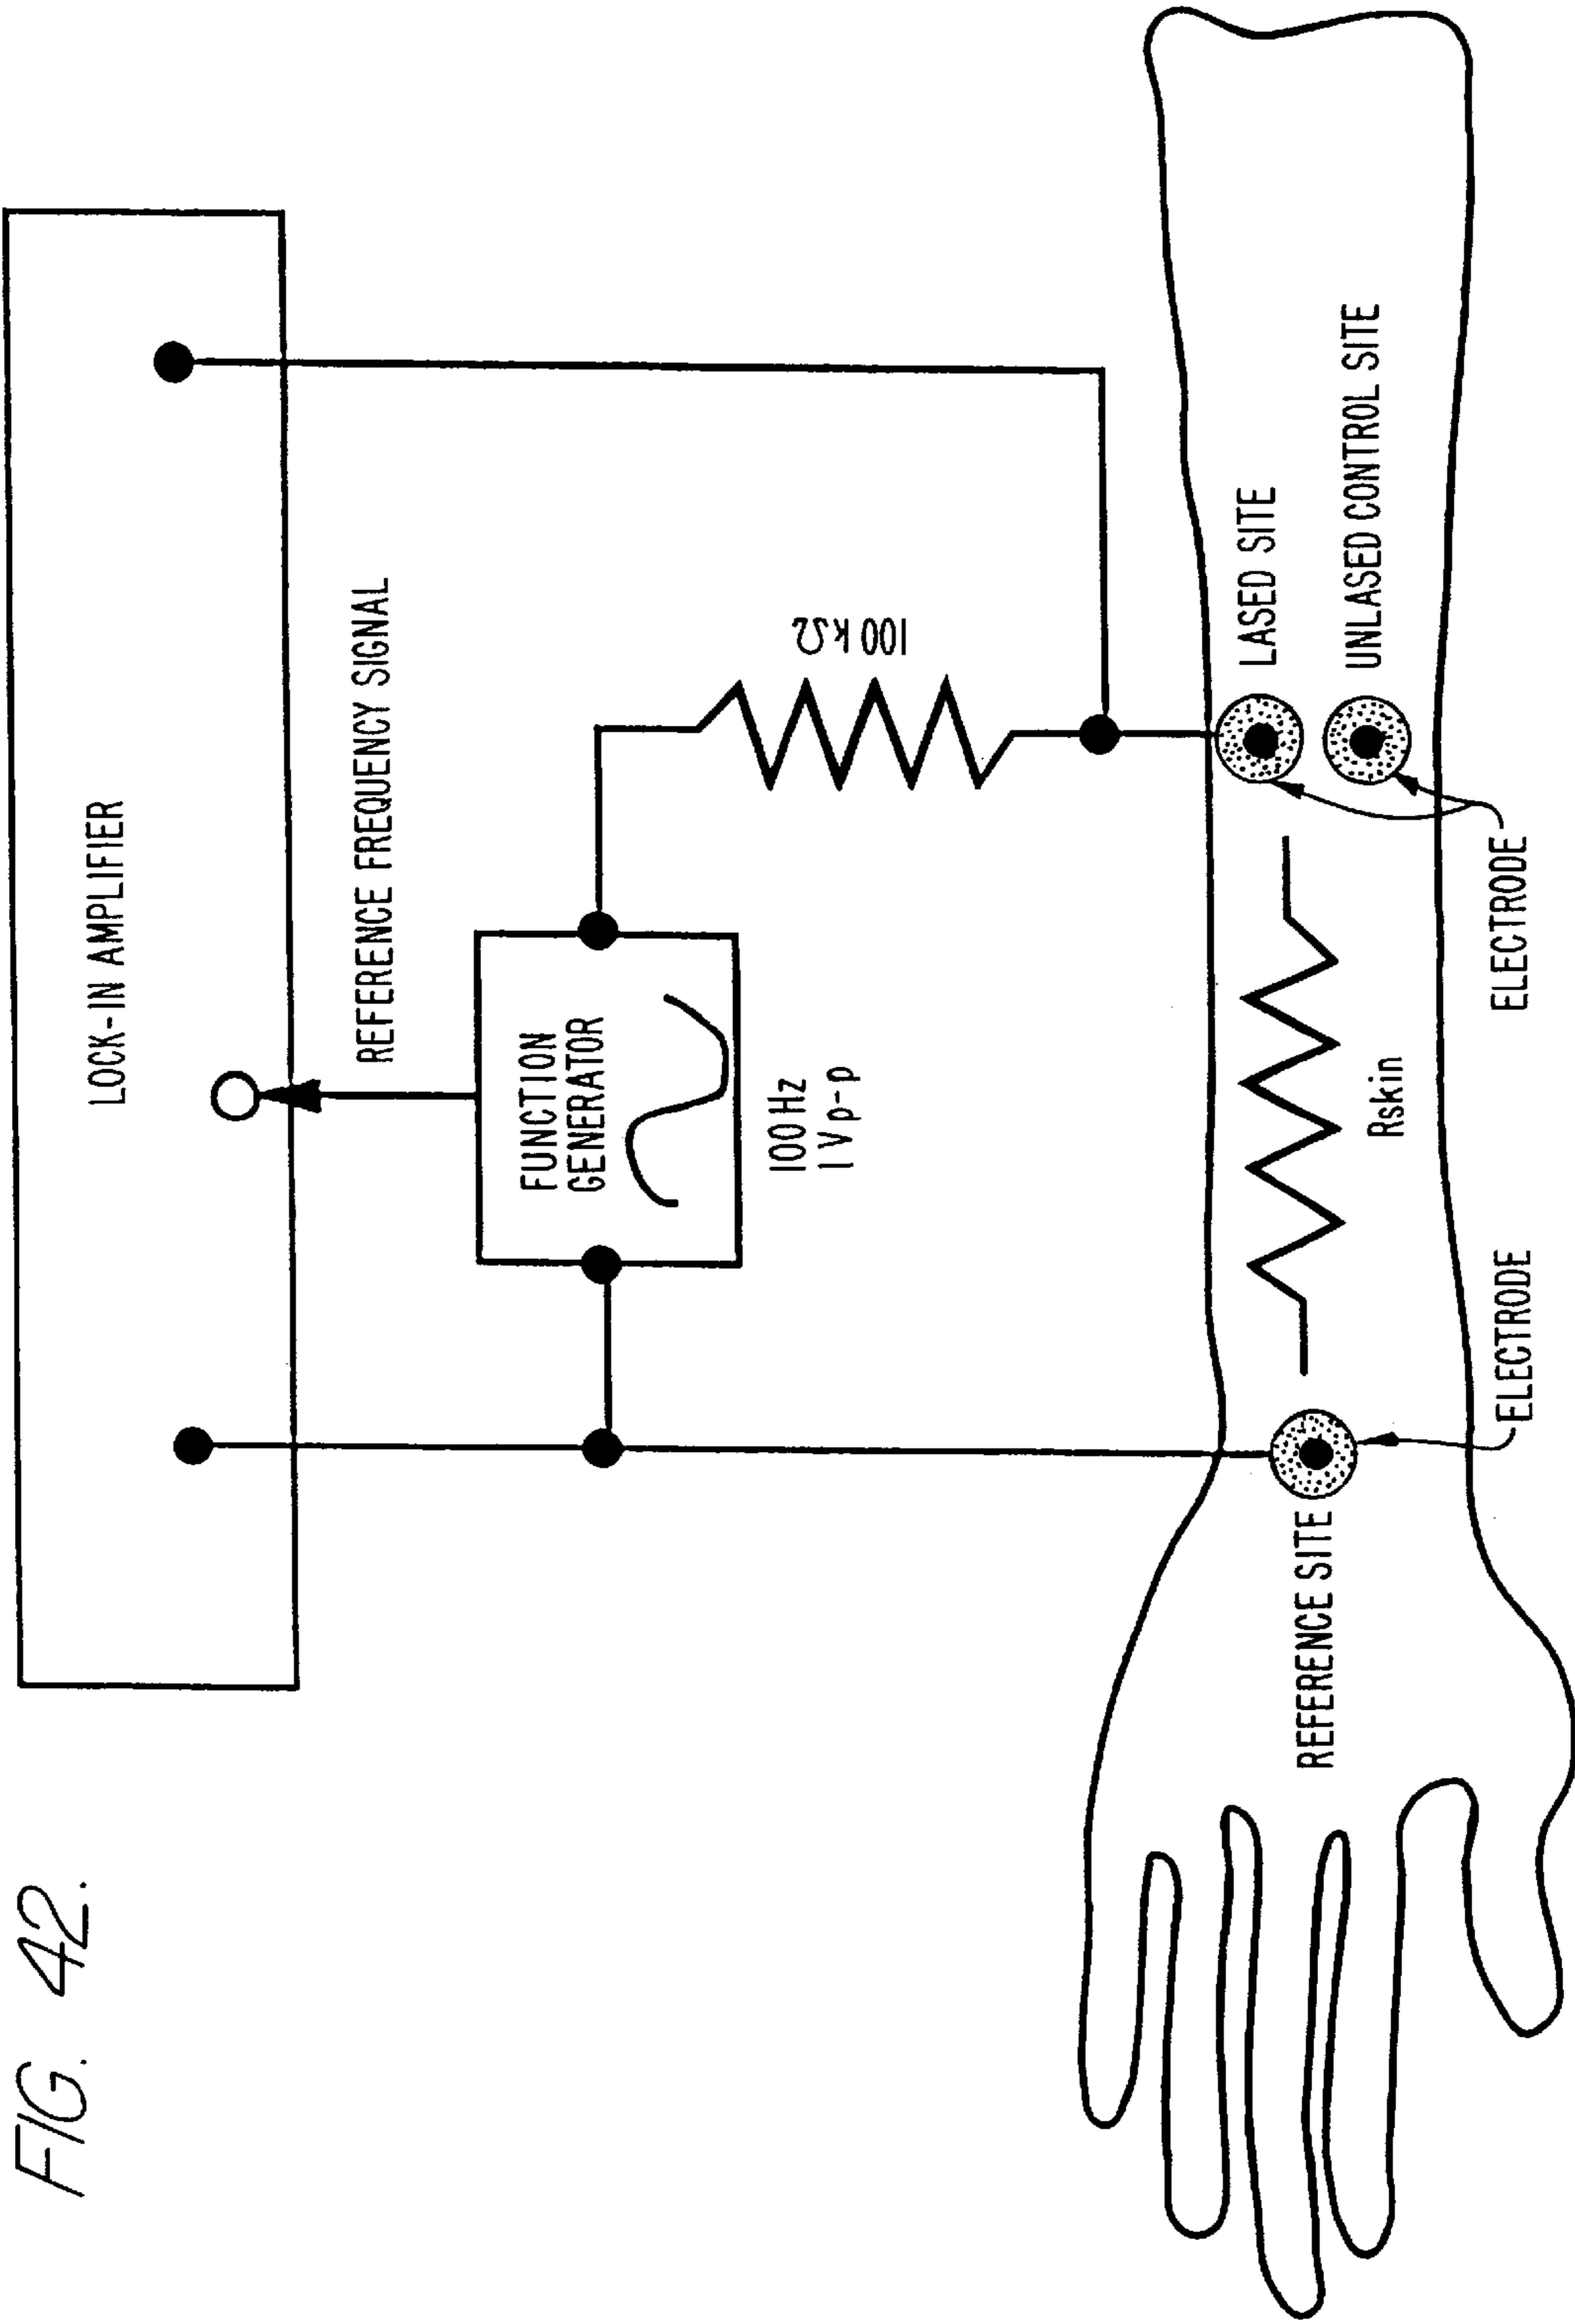 FIG. 42.
LOCK-IN AMPLIFIER
REFERENCE FREQUENCY SIGNAL
FUNCTION
GENERATOR
100 Hz
1 V p-p
100 kΩ
LASED SITE
UNLASED CONTROL SITE
Rskin
REFERENCE SITE
ELECTRODE
ELECTRODE